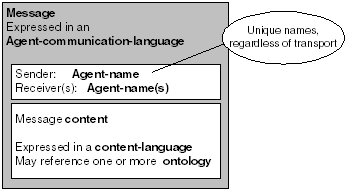 Message
Expressed in an
Agent-communication-language
Unique names,
regardless of transport
Sender: Agent-name
Receiver(s): Agent-name(s)
Message content
Expressed in a content-language
May reference one or more ontology